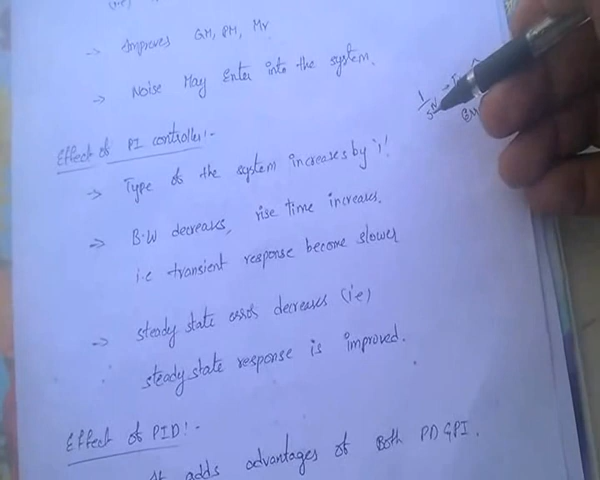 -> Improves GM, PM, Mr
-> Noise May Enter into the system.
Effect of PI controller:-
-> Type of the system increases by '1'.
-> B.W decreases, rise time increases.
i.e transient response become slower
-> steady state error decreases (i.e)
steady state response is improved.
Effect of PID:-
It adds advantages of Both PD & PI.